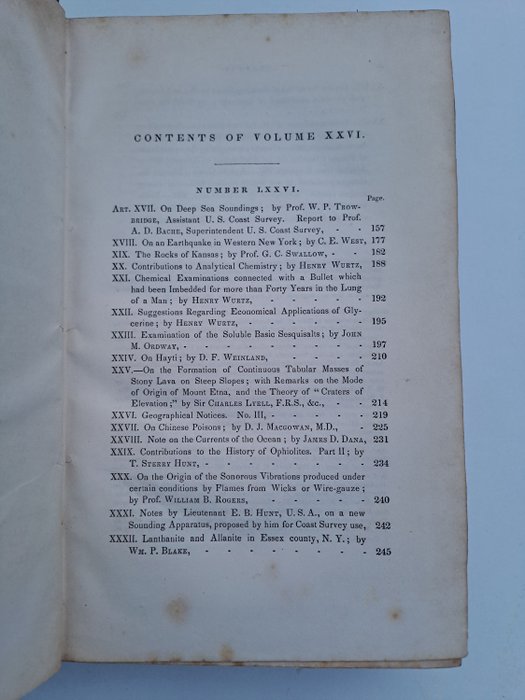 CONTENTS OF VOLUME XXVI.
NUMBER LXXVI.
Page.
ART. XVII. On Deep Sea Soundings; by Prof. W. P. TROW-
BRIDGE, Assistant U. S. Coast Survey. Report to Prof.
A. D. BACHE, Superintendent U. S. Coast Survey, - - 157
XVIII. On an Earthquake in Western New York; by C. E. WEST, 177
XIX. The Rocks of Kansas; by Prof. G. C. SWALLOW, - - 182
XX. Contributions to Analytical Chemistry; by HENRY WURTZ, 188
XXI. Chemical Examinations connected with a Bullet which
had been Imbedded for more than Forty Years in the Lung
of a Man; by HENRY WURTZ, - - - - - 192
XXII. Suggestions Regarding Economical Applications of Gly-
cerine; by HENRY WURTZ, - - - - - 195
XXIII. Examination of the Soluble Basic Sesquisalts; by JOHN
M. ORDWAY, - - - - - - - 197
XXIV. On Hayti; by D. F. WEINLAND, - - - - 210
XXV.—On the Formation of Continuous Tabular Masses of
Stony Lava on Steep Slopes; with Remarks on the Mode
of Origin of Mount Etna, and the Theory of "Craters of
Elevation;" by Sir CHARLES LYELL, F.R.S., &c., - - 214
XXVI. Geographical Notices. No. III, - - - - 219
XXVII. On Chinese Poisons; by D. J. MACGOWAN, M.D., - 225
XXVIII. Note on the Currents of the Ocean; by JAMES D. DANA, 231
XXIX. Contributions to the History of Ophiolites. Part II; by
T. STERRY HUNT, - - - - - - - 234
XXX. On the Origin of the Sonorous Vibrations produced under
certain conditions by Flames from Wicks or Wire-gauze;
by Prof. WILLIAM B. ROGERS, - - - - 240
XXXI. Notes by Lieutenant E. B. HUNT, U. S. A., on a new
Sounding Apparatus, proposed by him for Coast Survey use, 242
XXXII. Lanthanite and Allanite in Essex county, N. Y.; by
WM. P. BLAKE, - - - - - - - 245